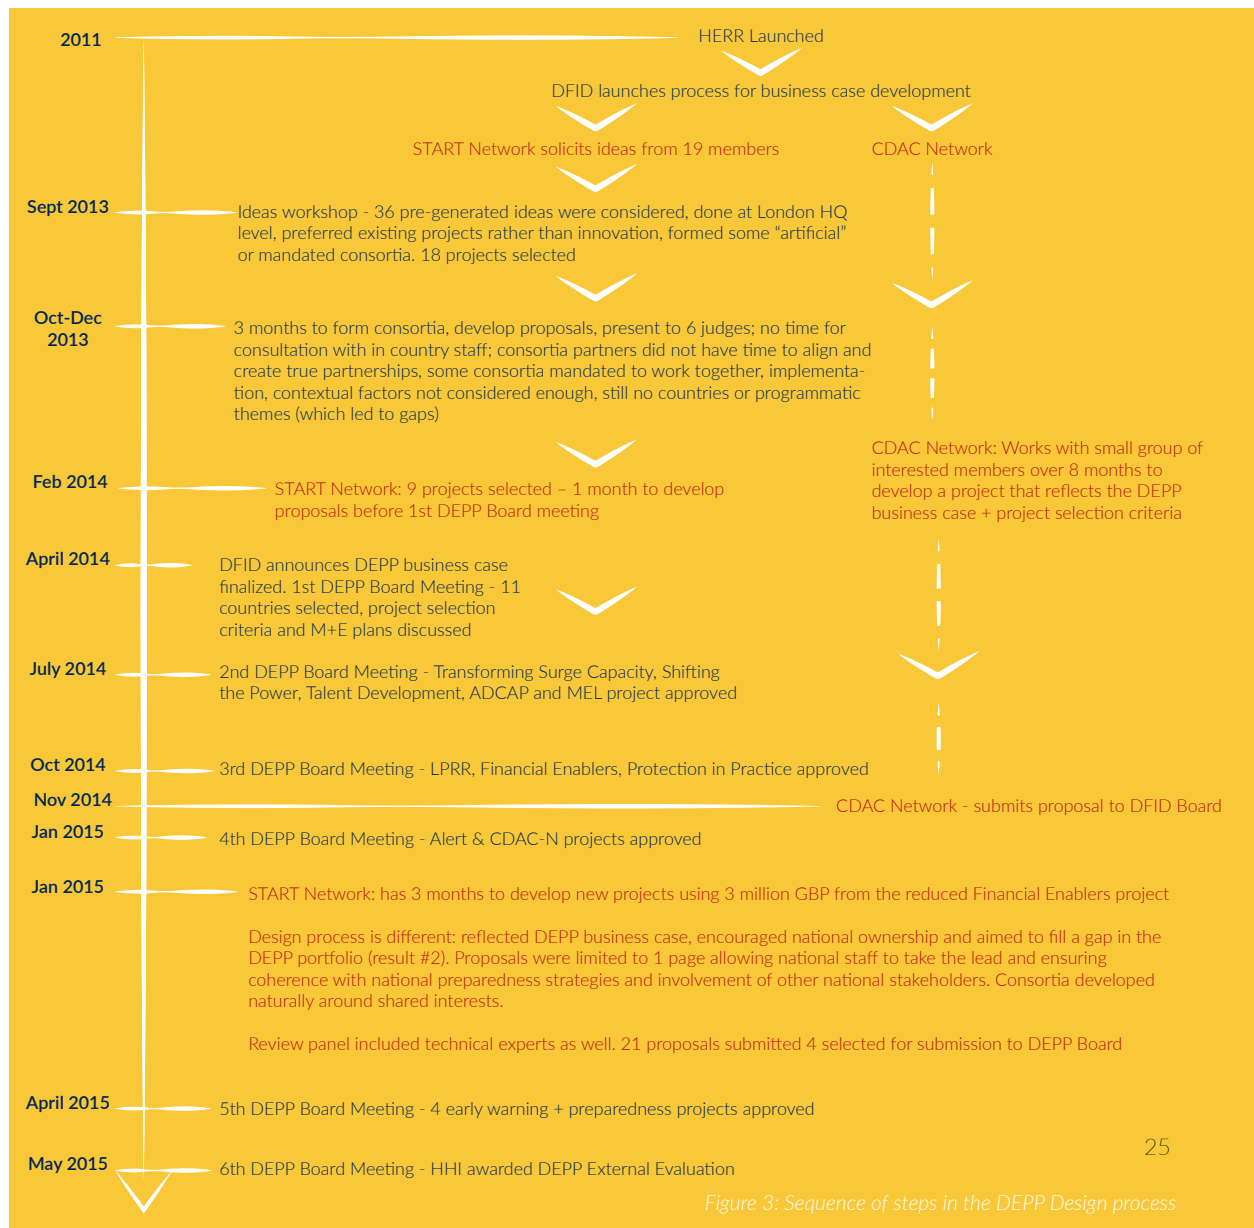 2011
HERR Launched
DFID launches process for business case development
START Network solicits ideas from 19 members
CDAC Network
Sept 2013
Ideas workshop - 36 pre-generated ideas were considered, done at London HQ
level, preferred existing projects rather than innovation, formed some “artificial”
or mandated consortia. 18 projects selected
Oct-Dec
2013
3 months to form consortia, develop proposals, present to 6 judges; no time for
consultation with in country staff; consortia partners did not have time to align and
create true partnerships, some consortia mandated to work together, implementa-
tion, contextual factors not considered enough, still no countries or programmatic
themes (which led to gaps)
CDAC Network: Works with small group of
interested members over 8 months to
develop a project that reflects the DEPP
business case + project selection criteria
Feb 2014
START Network: 9 projects selected – 1 month to develop
proposals before 1st DEPP Board meeting
April 2014
DFID announces DEPP business case
finalized. 1st DEPP Board Meeting - 11
countries selected, project selection
criteria and M+E plans discussed
July 2014
2nd DEPP Board Meeting - Transforming Surge Capacity, Shifting
the Power, Talent Development, ADCAP and MEL project approved
Oct 2014
3rd DEPP Board Meeting - LPRR, Financial Enablers, Protection in Practice approved
Nov 2014
CDAC Network - submits proposal to DFID Board
Jan 2015
4th DEPP Board Meeting - Alert & CDAC-N projects approved
Jan 2015
START Network: has 3 months to develop new projects using 3 million GBP from the reduced Financial Enablers project
Design process is different: reflected DEPP business case, encouraged national ownership and aimed to fill a gap in the
DEPP portfolio (result #2). Proposals were limited to 1 page allowing national staff to take the lead and ensuring
coherence with national preparedness strategies and involvement of other national stakeholders. Consortia developed
naturally around shared interests.
Review panel included technical experts as well. 21 proposals submitted 4 selected for submission to DEPP Board
April 2015
5th DEPP Board Meeting - 4 early warning + preparedness projects approved
25
May 2015
6th DEPP Board Meeting - HHI awarded DEPP External Evaluation
Figure 3: Sequence of steps in the DEPP Design process